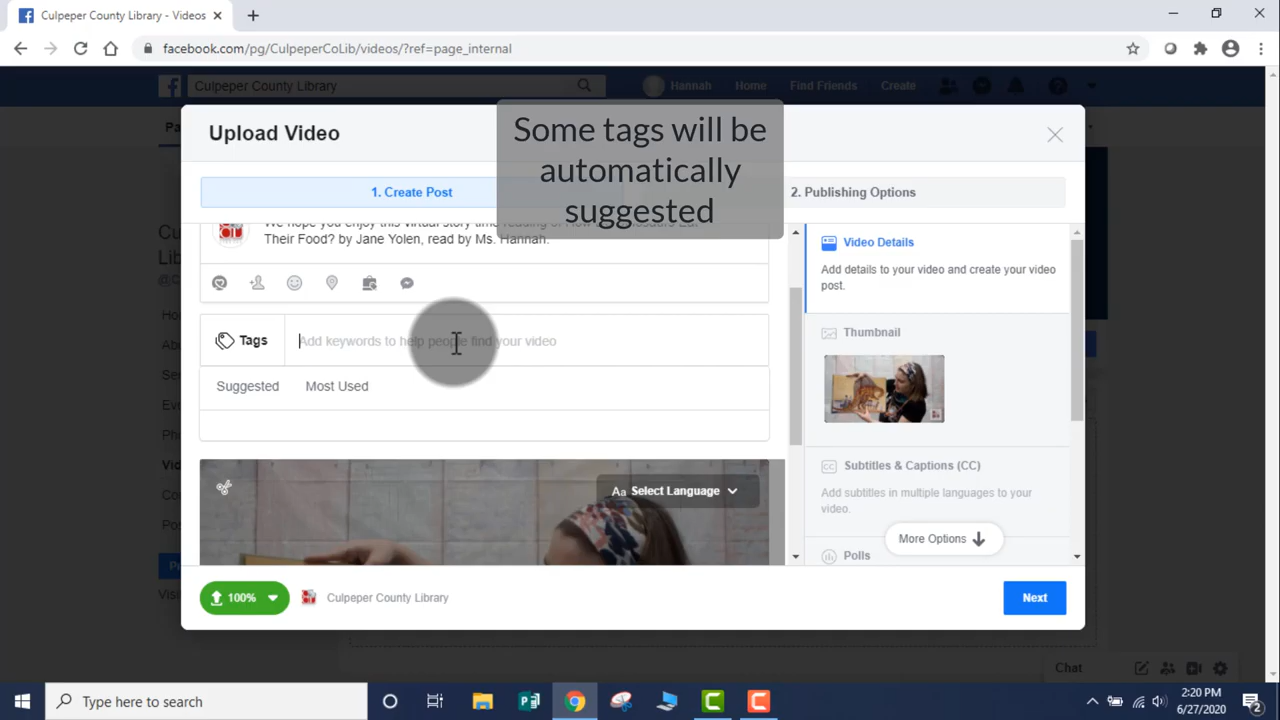 Culpeper County Library - Videos
facebook.com/pg/CulpeperCoLib/videos/?ref=page_internal
Culpeper County Library
Hannah
Home
Find Friends
Create
Upload Video
Some tags will be
automatically
suggested
1. Create Post
2. Publishing Options
We hope you enjoy this virtual story time reading of How Do Dinosaurs Eat
Their Food? by Jane Yolen, read by Ms. Hannah.
Tags
Add keywords to help people find your video
Suggested
Most Used
Aa Select Language
Video Details
Add details to your video and create your video
post.
Thumbnail
CC Subtitles & Captions (CC)
Add subtitles in multiple languages to your
video.
More Options
Polls
100%
Culpeper County Library
Next
Chat
Type here to search
2:20 PM
6/27/2020
2